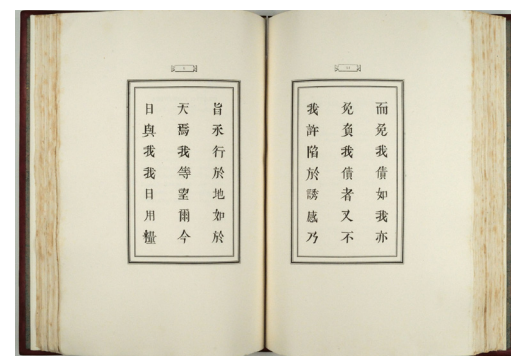 旨承行於地如於
天焉我等望爾今
日與我我日用糧
而免我債如我亦
免負我債者又不
我許陷於誘感乃